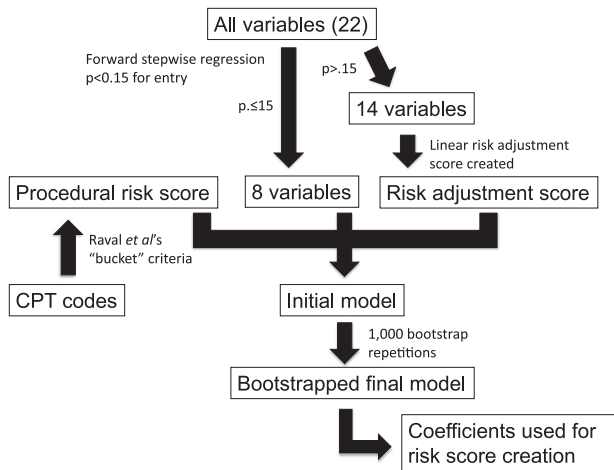 All variables (22)
Forward stepwise regression
p<0.15 for entry
p>.15
p.≤15
14 variables
Linear risk adjustment
score created
Procedural risk score
8 variables
Risk adjustment score
Raval et al's
"bucket" criteria
CPT codes
Initial model
1,000 bootstrap
repetitions
Bootstrapped final model
Coefficients used for
risk score creation